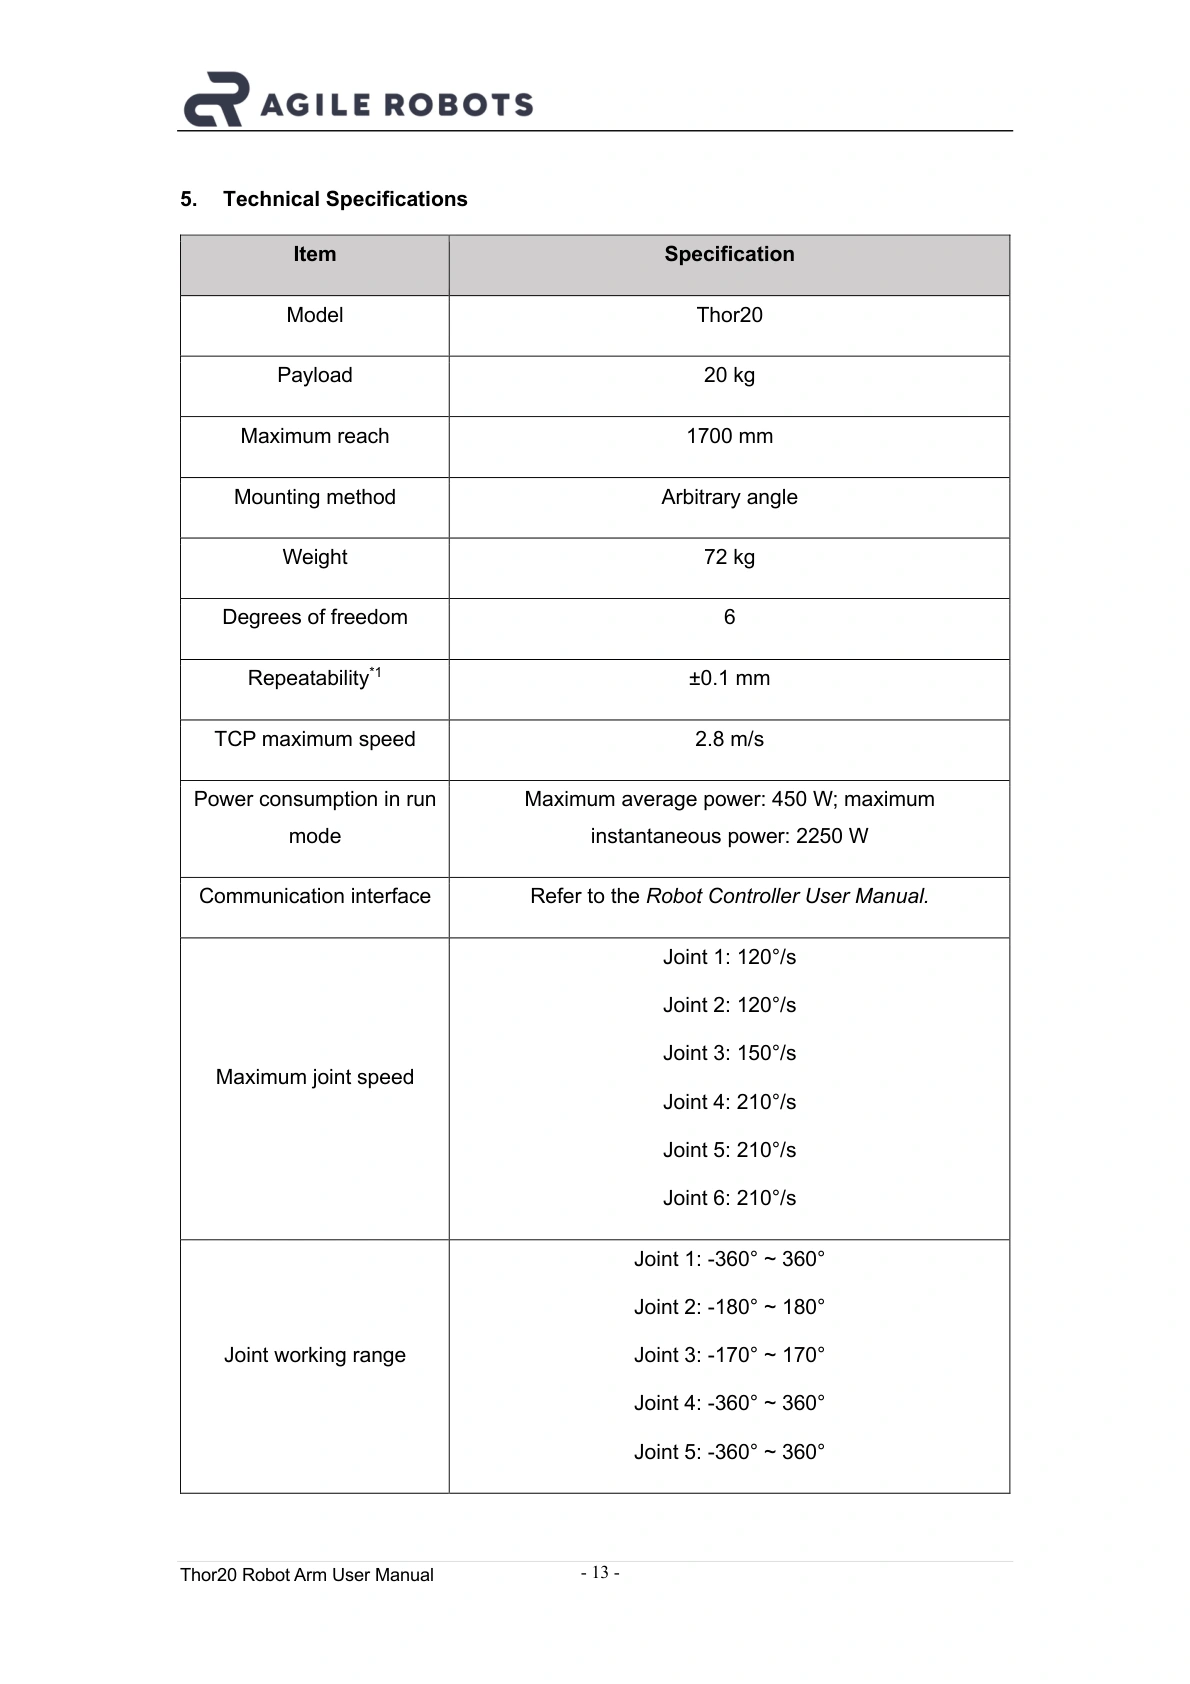 AGILE ROBOTS
5. Technical Specifications
Item Specification
Model Thor20
Payload 20 kg
Maximum reach 1700 mm
Mounting method Arbitrary angle
Weight 72 kg
Degrees of freedom 6
Repeatability*1 ±0.1 mm
TCP maximum speed 2.8 m/s
Power consumption in run
mode
Maximum average power: 450 W; maximum
instantaneous power: 2250 W
Communication interface Refer to the Robot Controller User Manual.
Maximum joint speed
Joint 1: 120°/s
Joint 2: 120°/s
Joint 3: 150°/s
Joint 4: 210°/s
Joint 5: 210°/s
Joint 6: 210°/s
Joint working range
Joint 1: -360° ~ 360°
Joint 2: -180° ~ 180°
Joint 3: -170° ~ 170°
Joint 4: -360° ~ 360°
Joint 5: -360° ~ 360°
Thor20 Robot Arm User Manual - 13 -